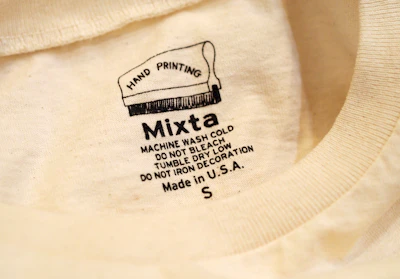 HAND PRINTING
Mixta
MACHINE WASH COLD
DO NOT BLEACH
TUMBLE DRY LOW
DO NOT IRON DECORATION
Made in U.S.A.
S